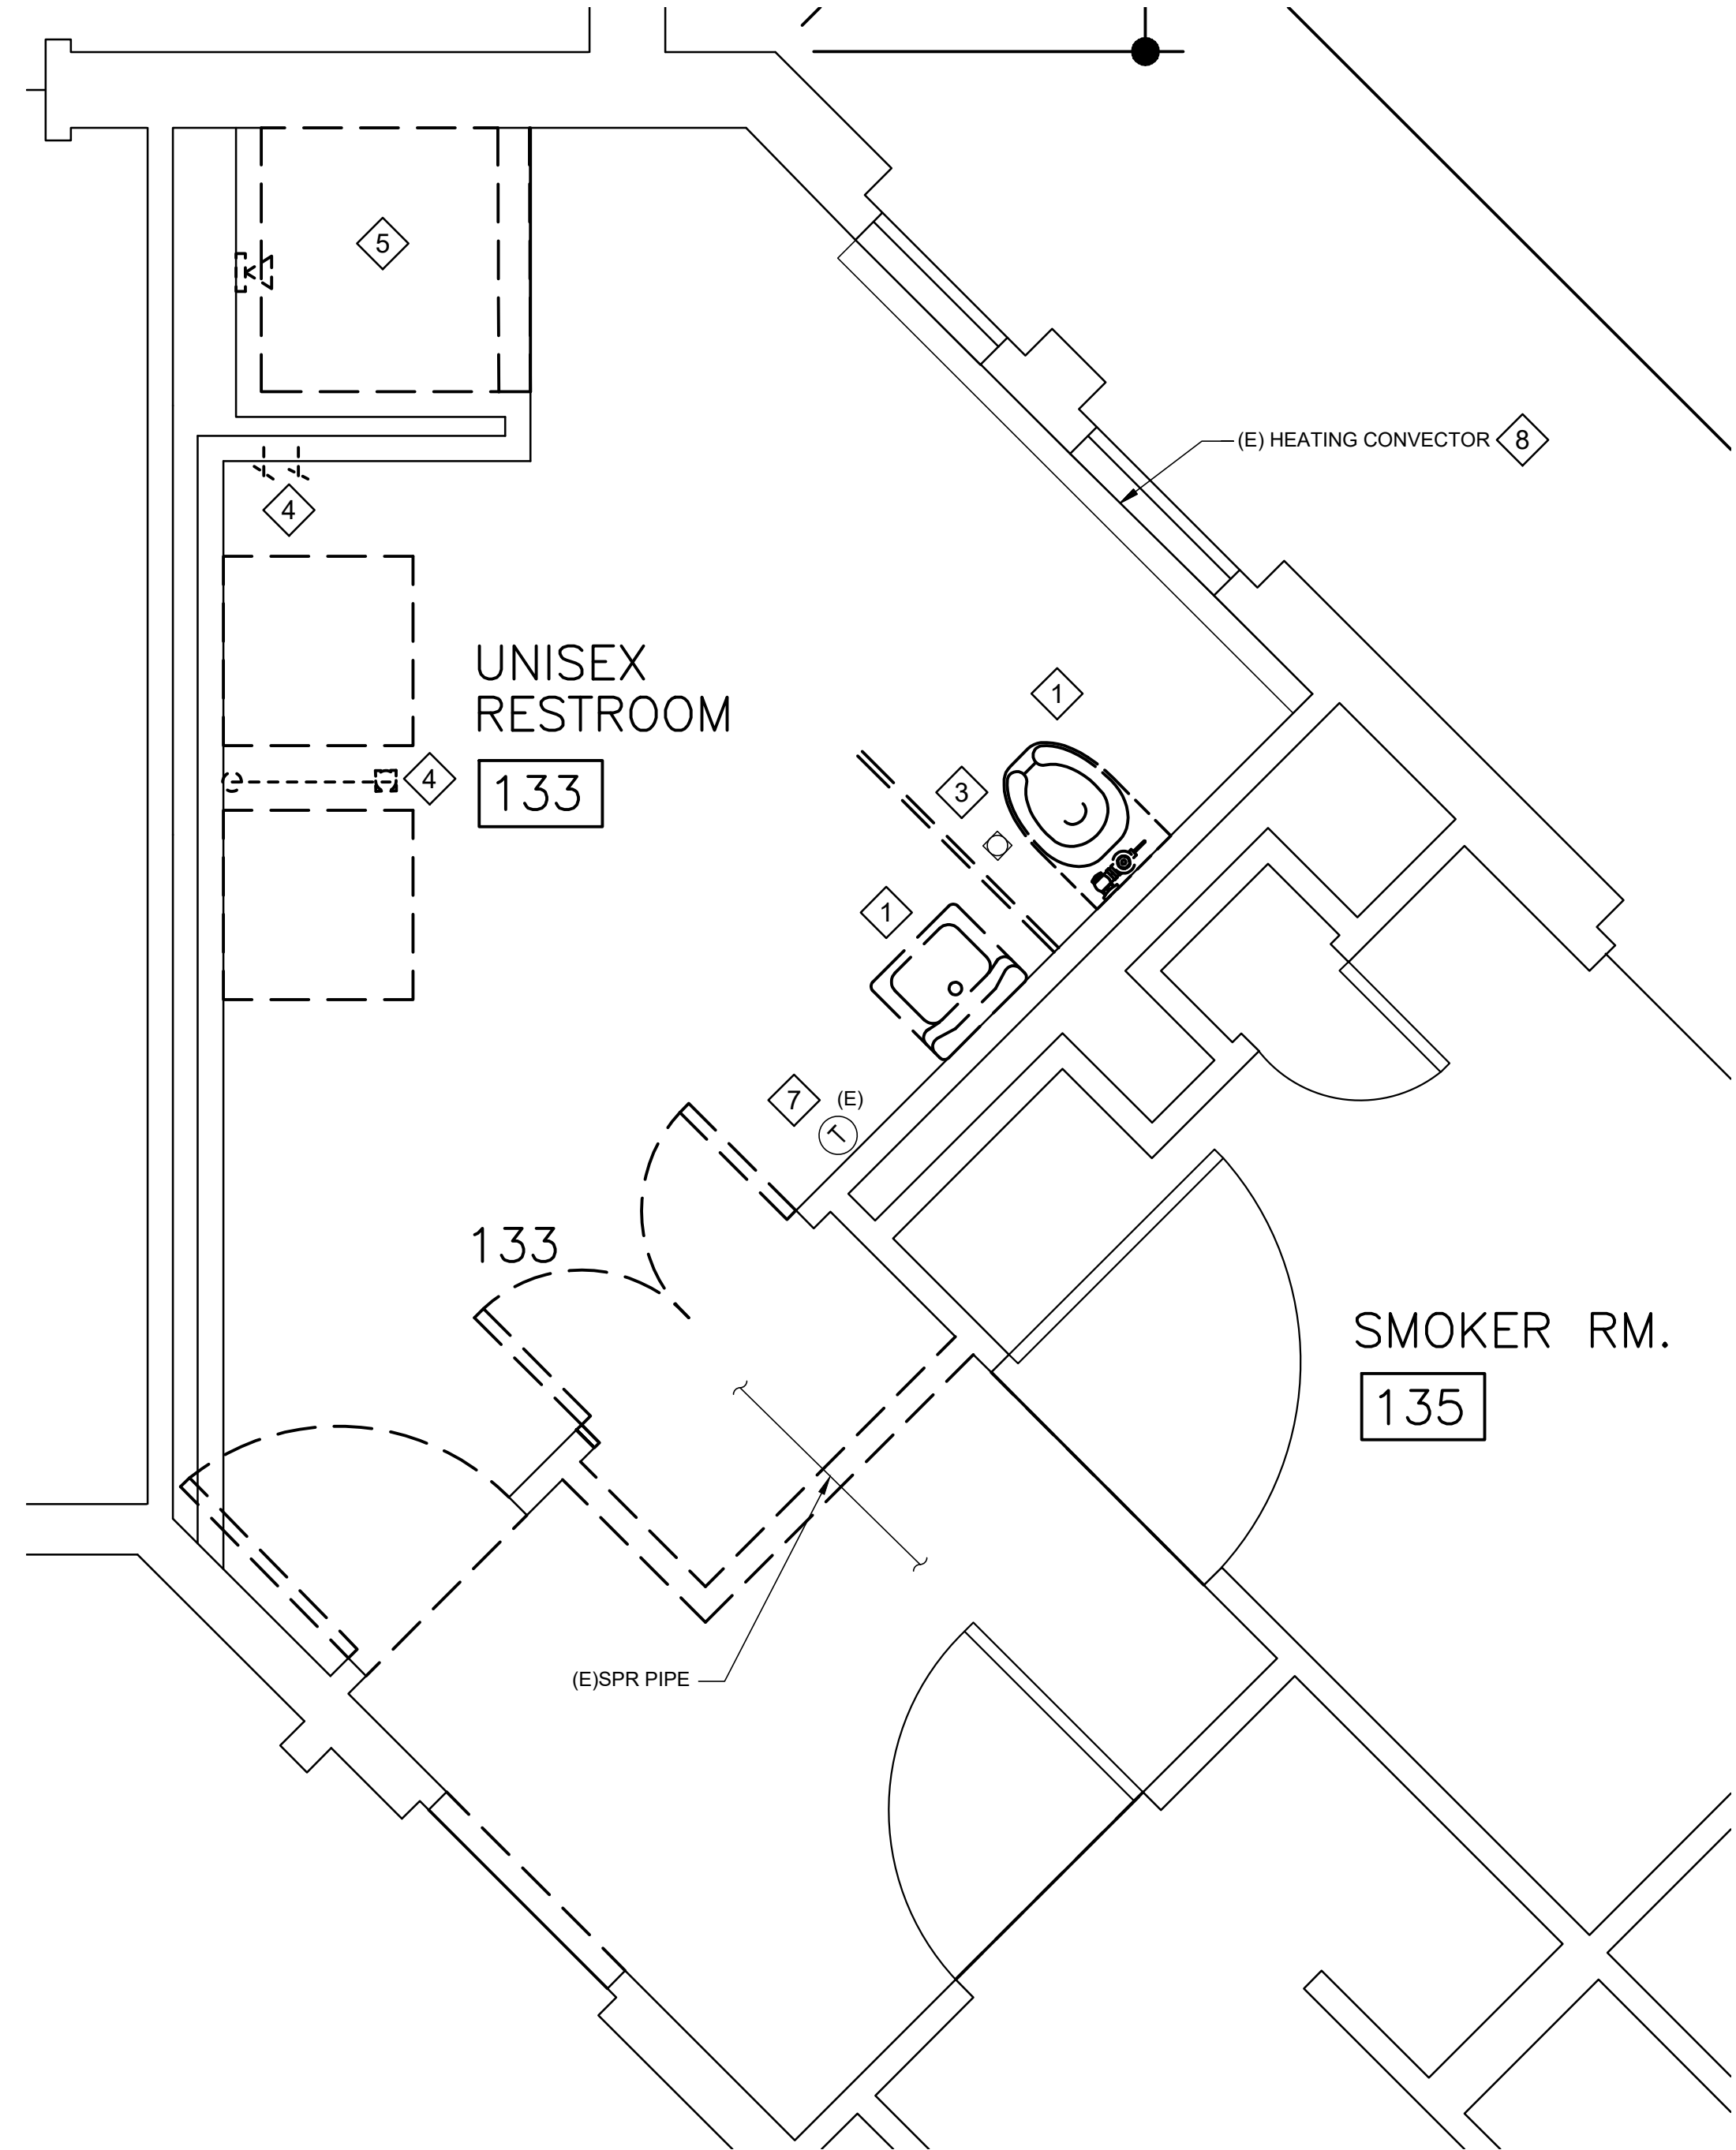 5
(E) HEATING CONVECTOR 8
4
UNISEX
RESTROOM
133
1
4
3
1
7 (E)
T
133
SMOKER RM.
135
(E)SPR PIPE